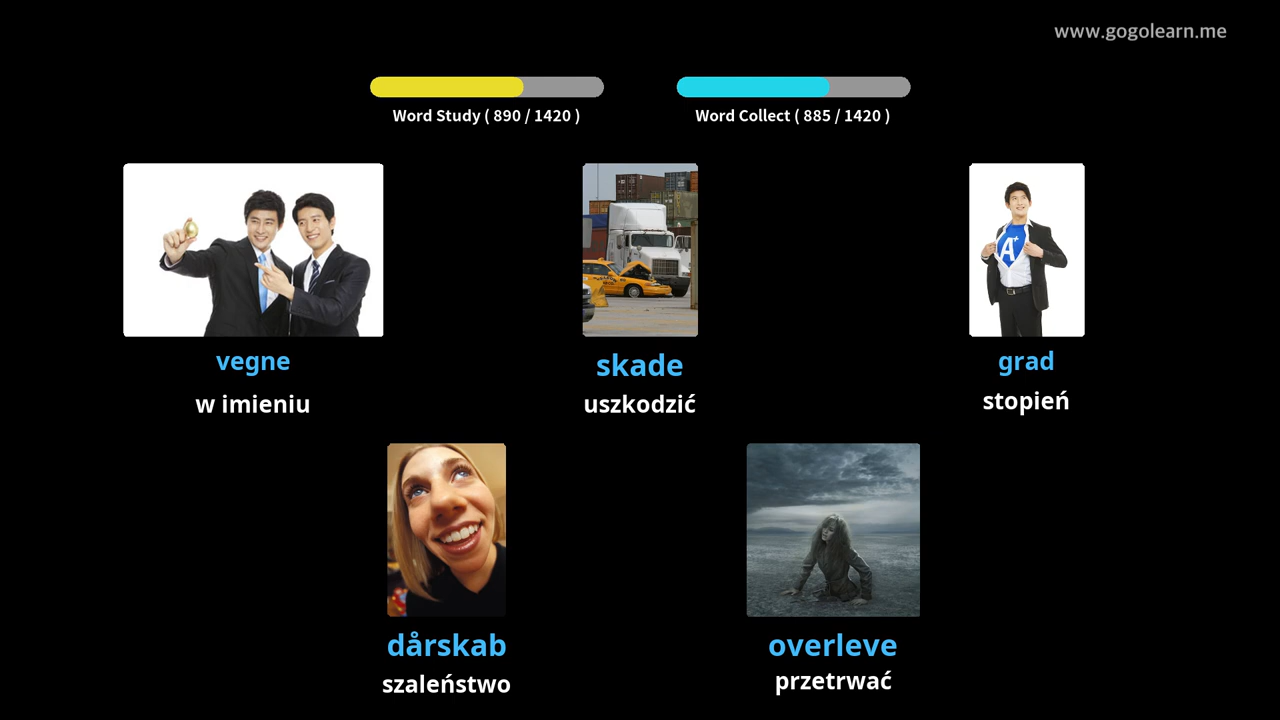 www.gogolearn.me
Word Study ( 890 / 1420 )
Word Collect ( 885 / 1420 )
A+
vegne
w imieniu
skade
uszkodzić
grad
stopień
dårskab
szaleństwo
overleve
przetrwać